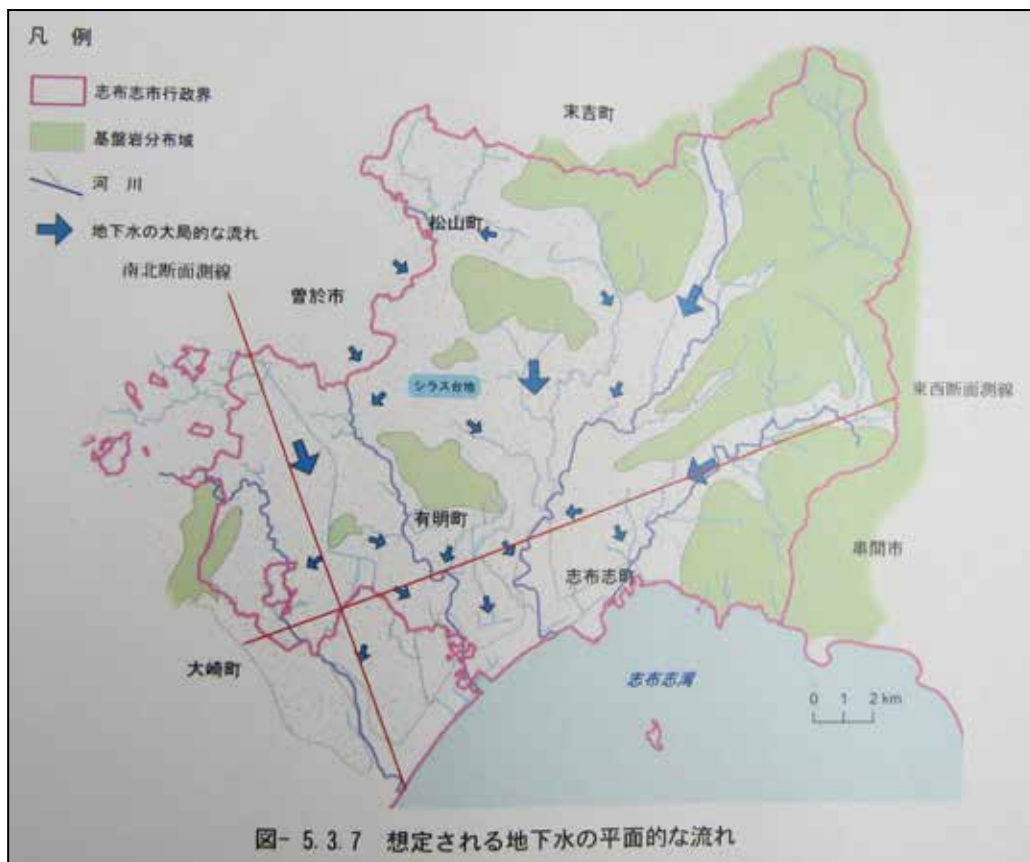 凡 例
志布志市行政界
基盤岩分布域
河 川
地下水の大局的な流れ
南北断面測線
末吉町
松山町
曽於市
シラス台地
東西断面測線
有明町
志布志町
串間市
大崎町
志布志湾
0 1 2 km
図- 5.3.7 想定される地下水の平面的な流れ